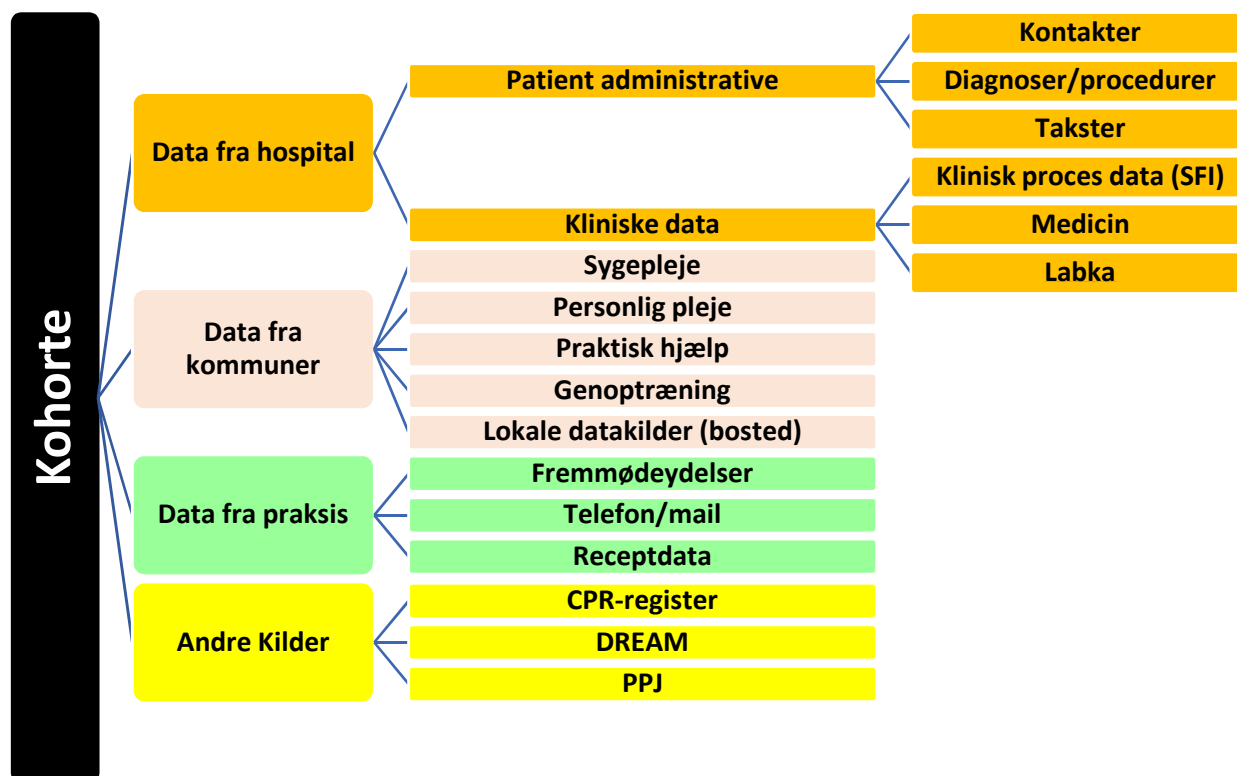 Kohorte
Data fra hospital
Patient administrative
Kontakter
Diagnoser/procedurer
Takster
Kliniske data
Klinisk proces data (SFI)
Medicin
Labka
Data fra
kommuner
Sygepleje
Personlig pleje
Praktisk hjælp
Genoptræning
Lokale datakilder (bosted)
Data fra praksis
Fremmødeydelser
Telefon/mail
Receptdata
Andre Kilder
CPR-register
DREAM
PPJ